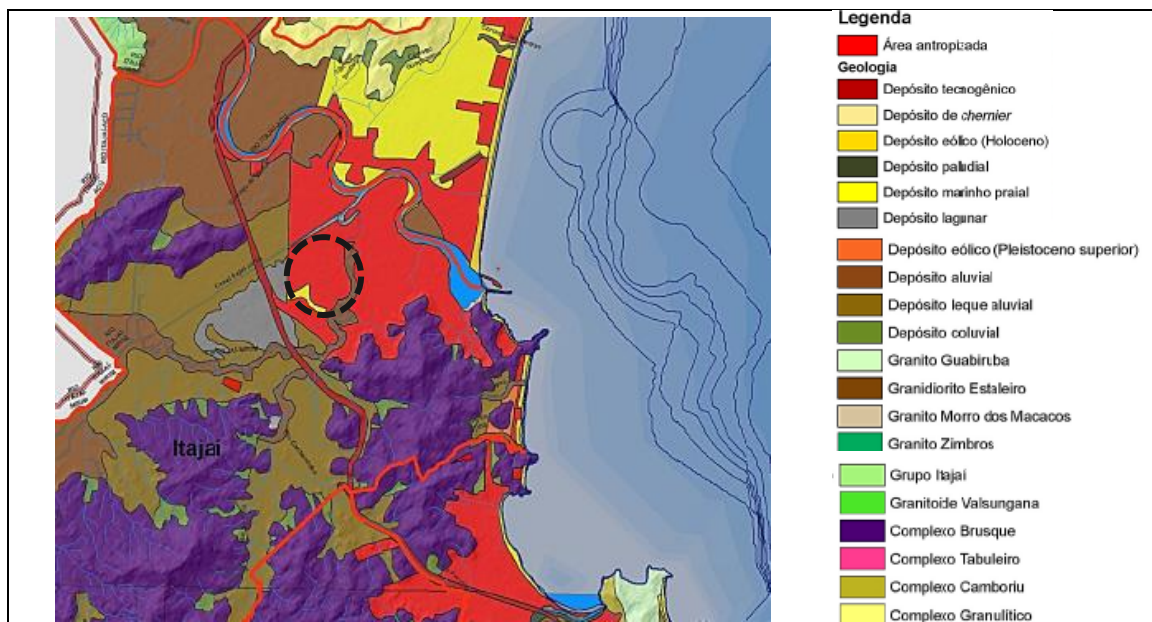 Itajaí
Legenda
Área antropizada
Geologia
Depósito tecnogênico
Depósito de chernier
Depósito eólico (Holoceno)
Depósito paludial
Depósito marinho praial
Depósito lagunar
Depósito eólico (Pleistoceno superior)
Depósito aluvial
Depósito leque aluvial
Depósito coluvial
Granito Guabiruba
Granidiorito Estaleiro
Granito Morro dos Macacos
Granito Zimbros
Grupo Itajaí
Granitoide Valsungana
Complexo Brusque
Complexo Tabuleiro
Complexo Camboriu
Complexo Granulítico